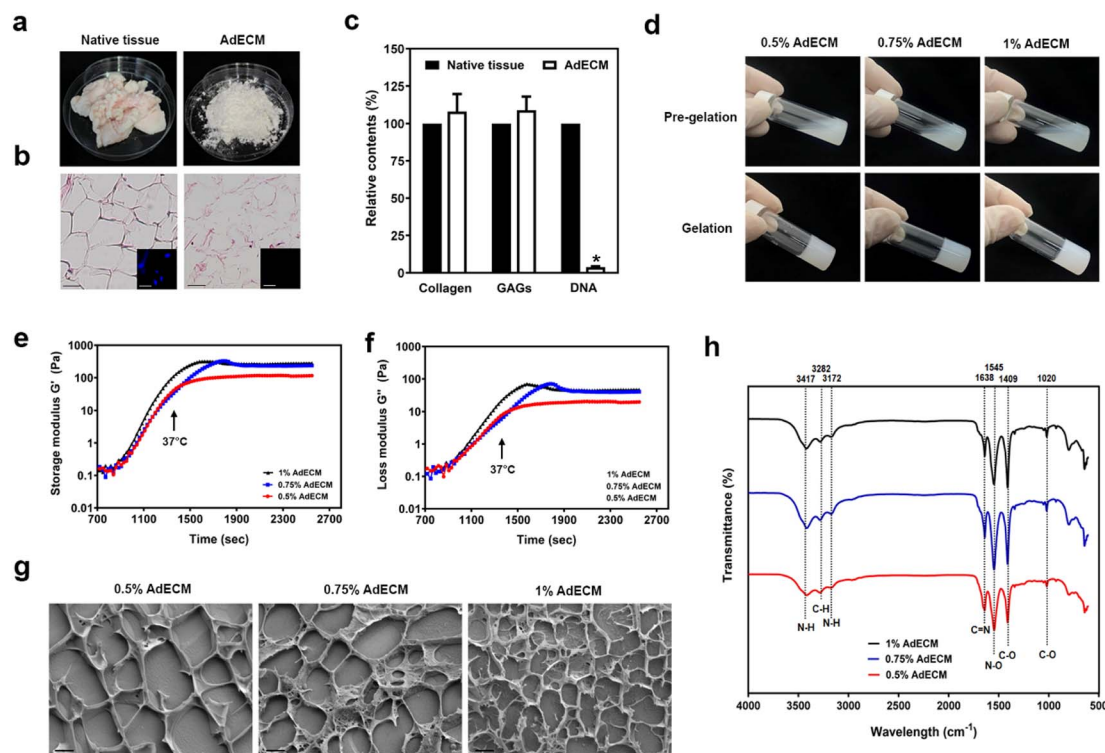 a
Native tissue
AdECM
b
c
Relative contents (%)
150
125
100
75
50
25
0
Native tissue
AdECM
*
Collagen
GAGs
DNA
d
0.5% AdECM
0.75% AdECM
1% AdECM
Pre-gelation
Gelation
e
Storage modulus G' (Pa)
1000
100
10
1
0.1
0.01
37°C
1% AdECM
0.75% AdECM
0.5% AdECM
700
1100
1500
1900
2300
2700
Time (sec)
f
Loss modulus G'' (Pa)
1000
100
10
1
0.1
0.01
37°C
1% AdECM
0.75% AdECM
0.5% AdECM
700
1100
1500
1900
2300
2700
Time (sec)
g
0.5% AdECM
0.75% AdECM
1% AdECM
h
3282
1545
3417
3172
1638
1409
1020
Transmittance (%)
C-H
N-H
N-H
C=N
N-O
C-O
C-O
1% AdECM
0.75% AdECM
0.5% AdECM
4000
3500
3000
2500
2000
1500
1000
500
Wavelength (cm-1)